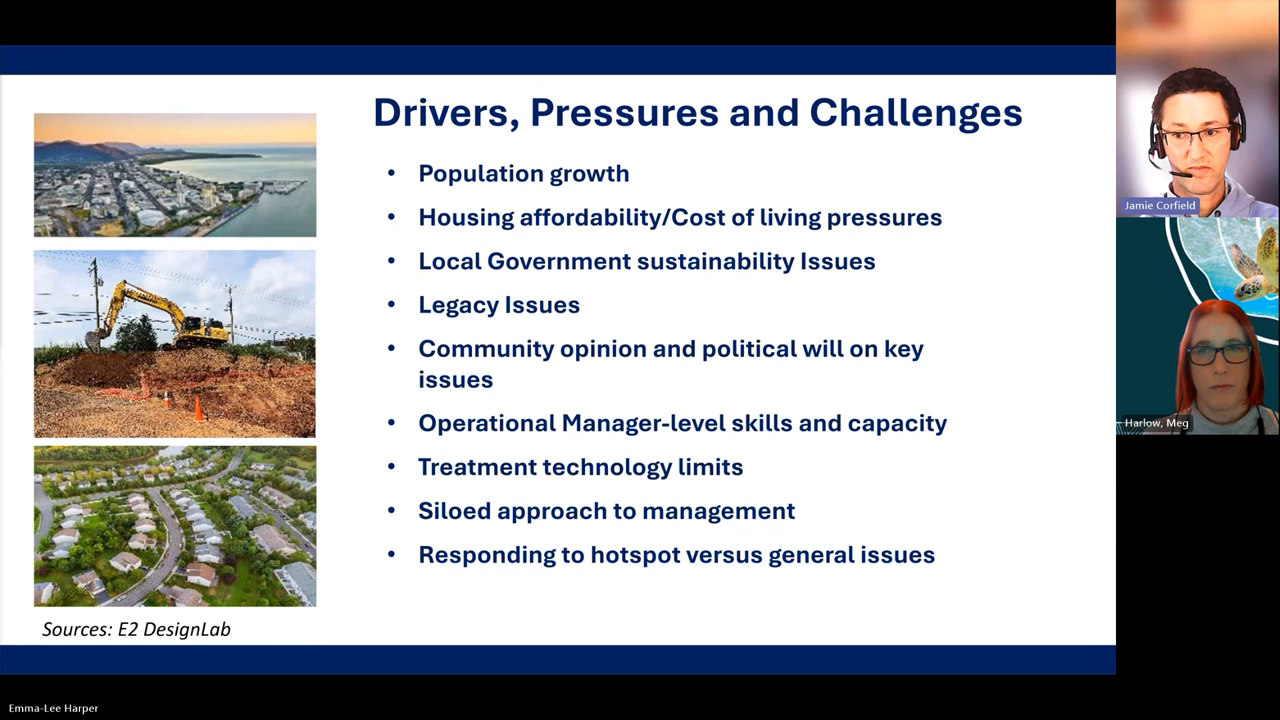 Drivers, Pressures and Challenges
• Population growth
• Housing affordability/Cost of living pressures
• Local Government sustainability Issues
• Legacy Issues
• Community opinion and political will on key
issues
• Operational Manager-level skills and capacity
• Treatment technology limits
• Siloed approach to management
• Responding to hotspot versus general issues
Sources: E2 DesignLab
Jamie Corfield
Harlow, Meg
Emma-Lee Harper